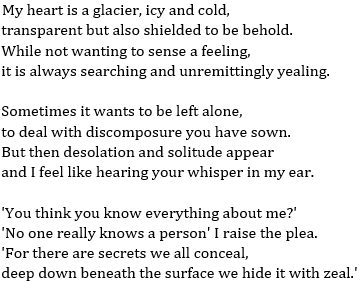 My heart is a glacier, icy and cold,
transparent but also shielded to be behold.
While not wanting to sense a feeling,
it is always searching and unremittingly yealing.

Sometimes it wants to be left alone,
to deal with discomposure you have sown.
But then desolation and solitude appear
and I feel like hearing your whisper in my ear.

'You think you know everything about me?'
'No one really knows a person' I raise the plea.
'For there are secrets we all conceal,
deep down beneath the surface we hide it with zeal.'